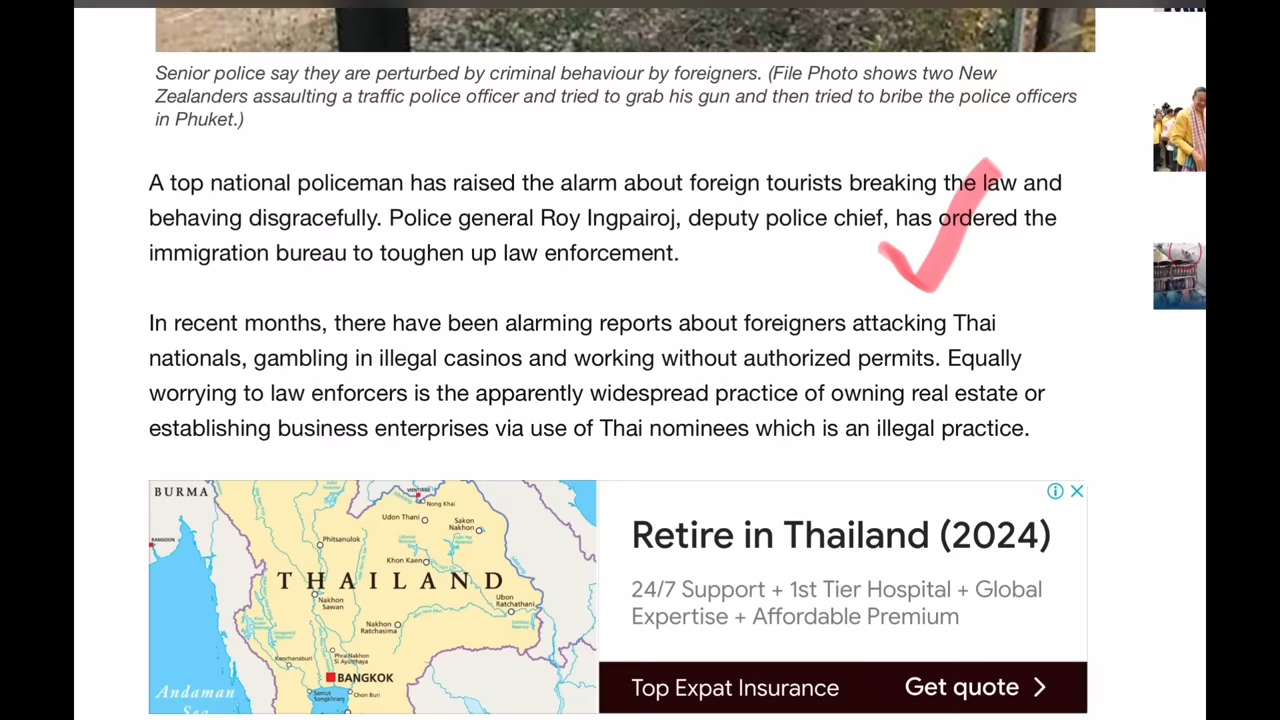 Senior police say they are perturbed by criminal behaviour by foreigners. (File Photo shows two New
Zealanders assaulting a traffic police officer and tried to grab his gun and then tried to bribe the police officers
in Phuket.)
A top national policeman has raised the alarm about foreign tourists breaking the law and
behaving disgracefully. Police general Roy Ingpairoj, deputy police chief, has ordered the
immigration bureau to toughen up law enforcement.
In recent months, there have been alarming reports about foreigners attacking Thai
nationals, gambling in illegal casinos and working without authorized permits. Equally
worrying to law enforcers is the apparently widespread practice of owning real estate or
establishing business enterprises via use of Thai nominees which is an illegal practice.
BURMA
VIENTIANE
Nong Khai
Udon Thani
Sakon
Nakhon
RANGOON
Phitsanulok
Khon Kaen
THAILAND
Nakhon
Sawan
Ubon
Ratchathani
Nakhon
Ratchasima
Kanchanaburi
Phra Nakhon
Si Ayutthaya
BANGKOK
Samut
Songkhram
Chon Buri
Andaman
Sea
Retire in Thailand (2024)
24/7 Support + 1st Tier Hospital + Global
Expertise + Affordable Premium
Top Expat Insurance
Get quote